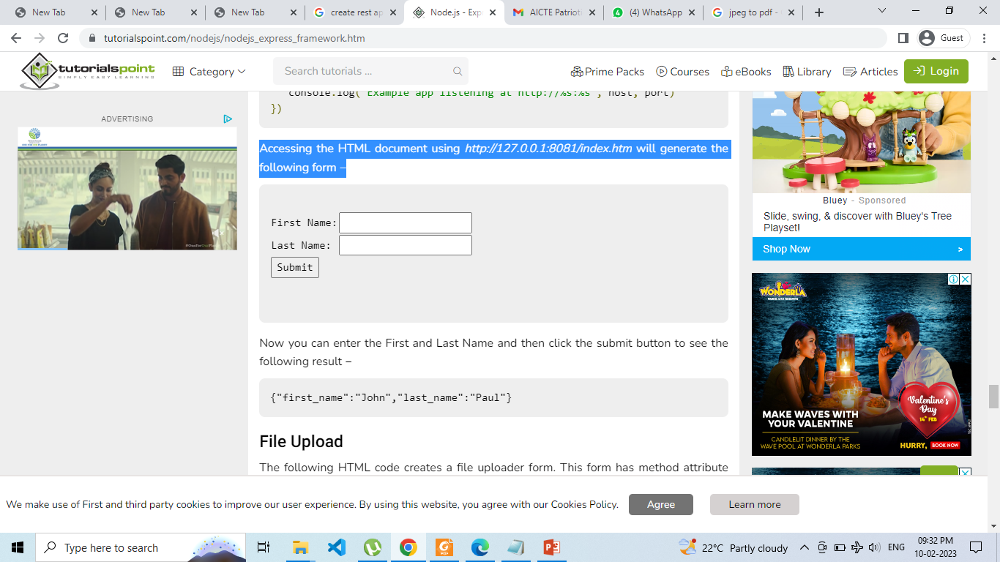 New Tab
New Tab
New Tab
create rest ap
Node.js - Exp
AICTE Patrioti
(4) WhatsApp
jpeg to pdf -
tutorialspoint.com/nodejs/nodejs_express_framework.htm
Guest
tutorialspoint
SIMPLY EASY LEARNING
Category
Search tutorials ...
Prime Packs
Courses
eBooks
Library
Articles
Login
ADVERTISING
console.log("Example app listening at http://%s:%s", host, port)
})
Accessing the HTML document using http://127.0.0.1:8081/index.htm will generate the
following form −
First Name:
Last Name:
Submit
Now you can enter the First and Last Name and then click the submit button to see the
following result −
{"first_name":"John","last_name":"Paul"}
File Upload
The following HTML code creates a file uploader form. This form has method attribute
Bluey - Sponsored
Slide, swing, & discover with Bluey's Tree
Playset!
Shop Now >
WONDERLA
PARKS AND RESORTS
MAKE WAVES WITH
YOUR VALENTINE
CANDLELIT DINNER BY THE
WAVE POOL AT WONDERLA PARKS
Valentine's
Day
14TH FEB
HURRY, BOOK NOW
We make use of First and third party cookies to improve our user experience. By using this website, you agree with our Cookies Policy.
Agree
Learn more
Type here to search
PDF
22°C Partly cloudy
ENG
09:32 PM
10-02-2023